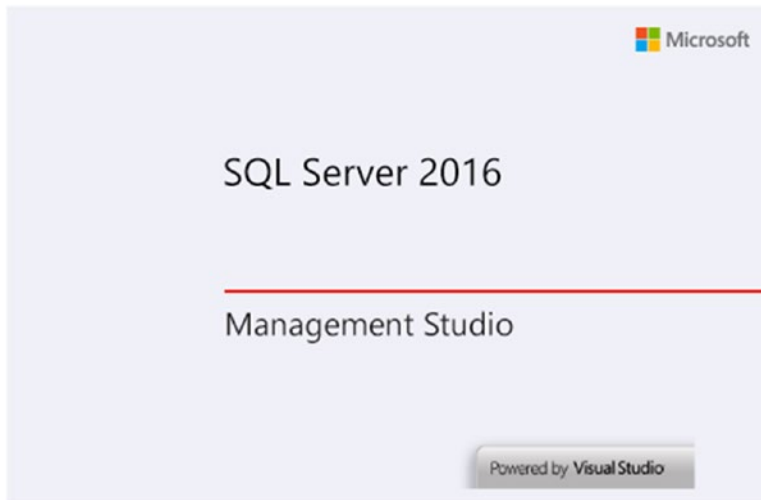 Microsoft
SQL Server 2016
Management Studio
Powered by Visual Studio